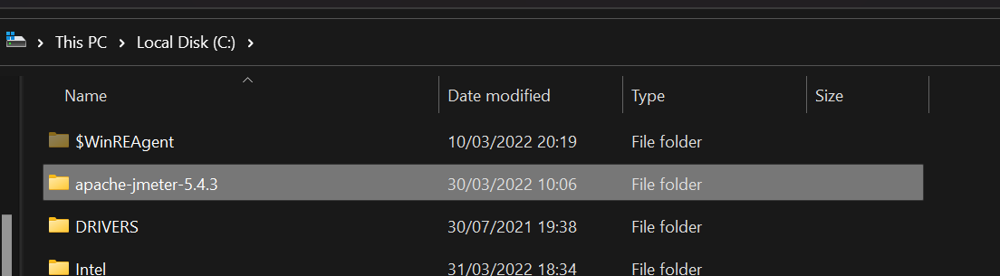 This PC > Local Disk (C:) >
Name Date modified Type Size
$WinREAgent 10/03/2022 20:19 File folder
apache-jmeter-5.4.3 30/03/2022 10:06 File folder
DRIVERS 30/07/2021 19:38 File folder
Intel 31/03/2022 18:34 File folder